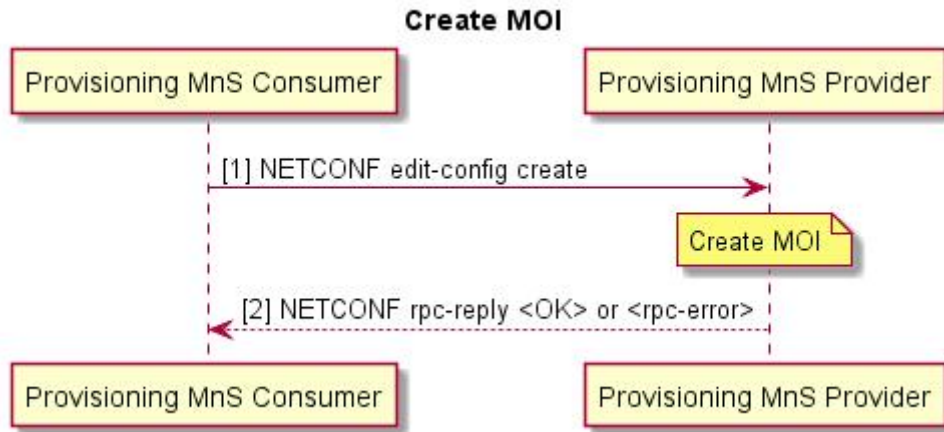 Create MOI
Provisioning MnS Consumer
Provisioning MnS Provider
[1] NETCONF edit-config create
Create MOI
[2] NETCONF rpc-reply <OK> or <rpc-error>
Provisioning MnS Consumer
Provisioning MnS Provider